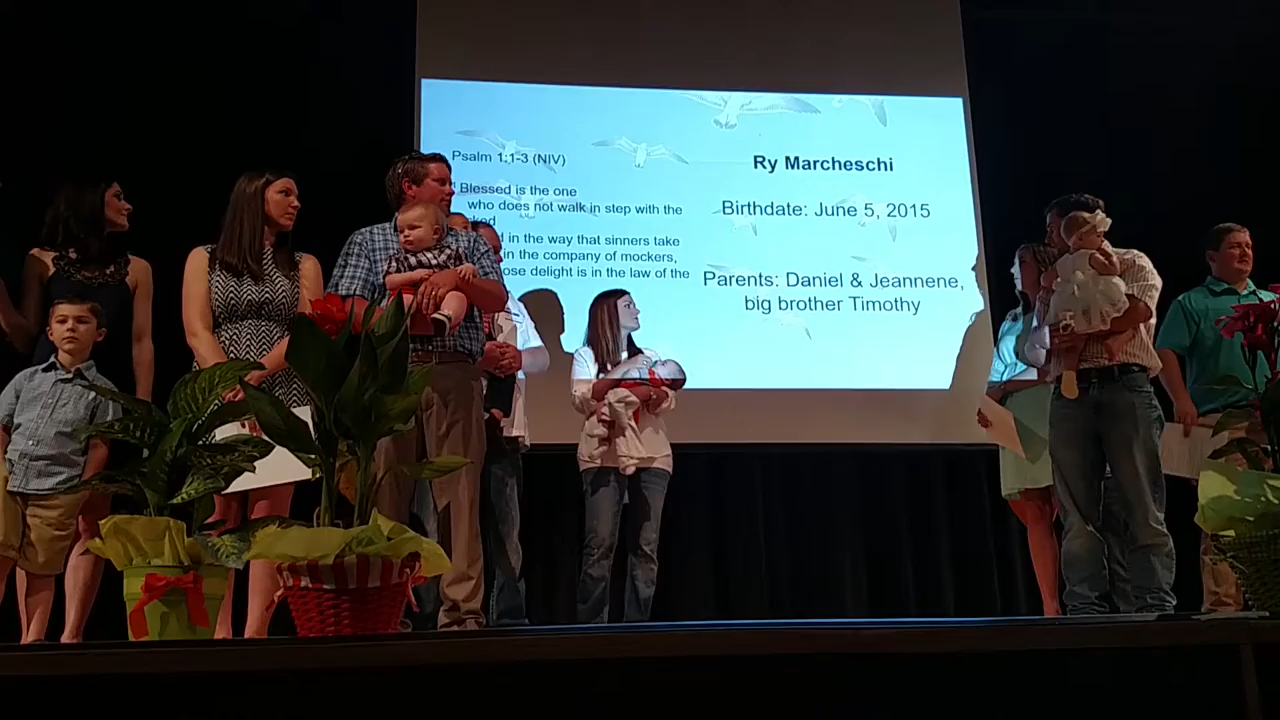 Psalm 1:1-3 (NIV)
Blessed is the one
who does not walk in step with the
in the way that sinners take
in the company of mockers,
delight is in the law of the
Ry Marcheschi
Birthdate: June 5, 2015
Parents: Daniel & Jeannene,
big brother Timothy